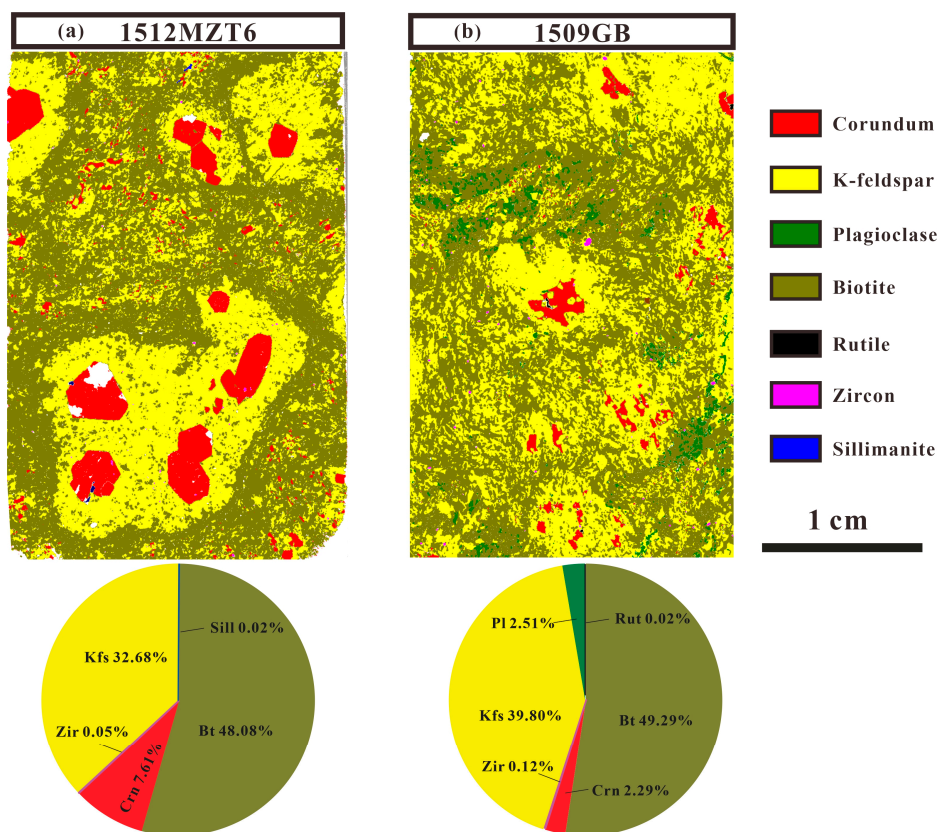 (a) 1512MZT6
(b) 1509GB
Corundum
K-feldspar
Plagioclase
Biotite
Rutile
Zircon
Sillimanite
1 cm
Sill 0.02%
Kfs 32.68%
Zir 0.05%
Bt 48.08%
Crn 7.61%
Pl 2.51%
Rut 0.02%
Kfs 39.80%
Bt 49.29%
Zir 0.12%
Crn 2.29%